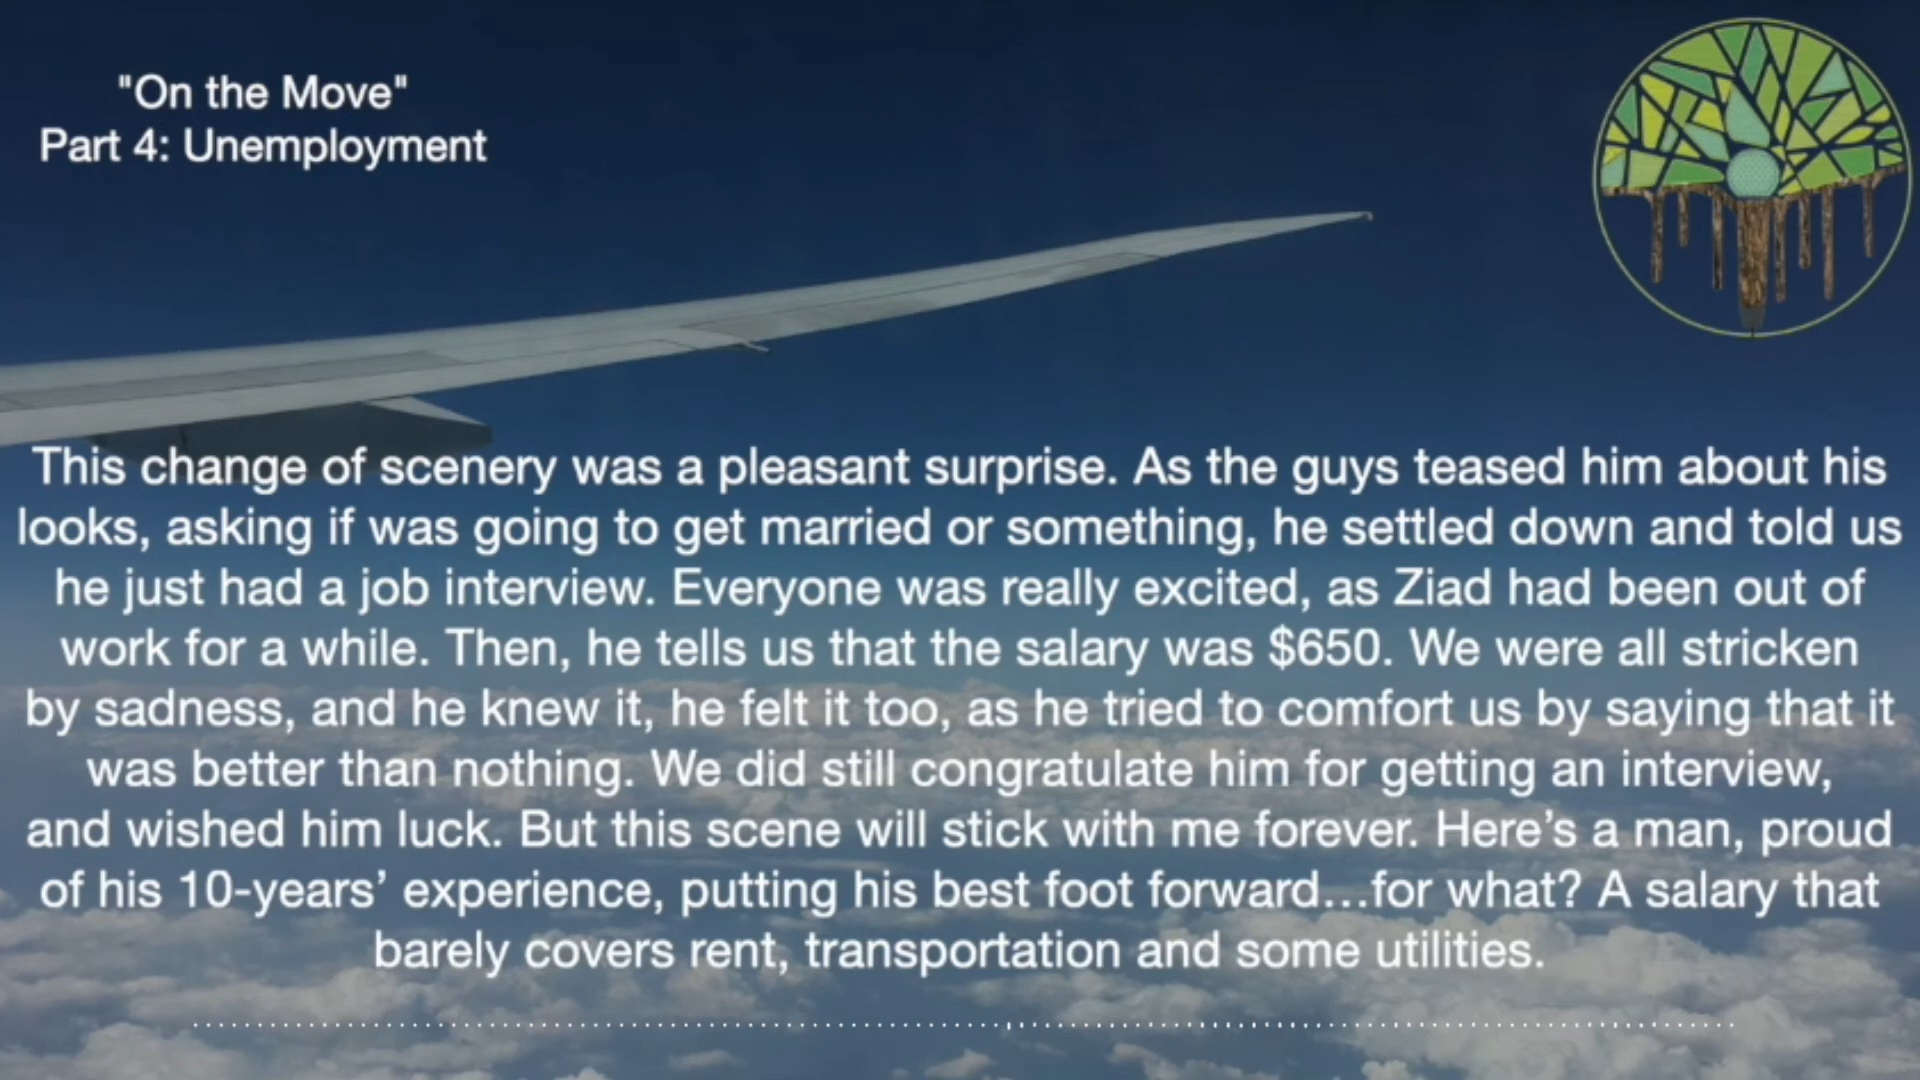 "On the Move"
Part 4: Unemployment
This change of scenery was a pleasant surprise. As the guys teased him about his
looks, asking if was going to get married or something, he settled down and told us
he just had a job interview. Everyone was really excited, as Ziad had been out of
work for a while. Then, he tells us that the salary was $650. We were all stricken
by sadness, and he knew it, he felt it too, as he tried to comfort us by saying that it
was better than nothing. We did still congratulate him for getting an interview,
and wished him luck. But this scene will stick with me forever. Here’s a man, proud
of his 10-years’ experience, putting his best foot forward...for what? A salary that
barely covers rent, transportation and some utilities.